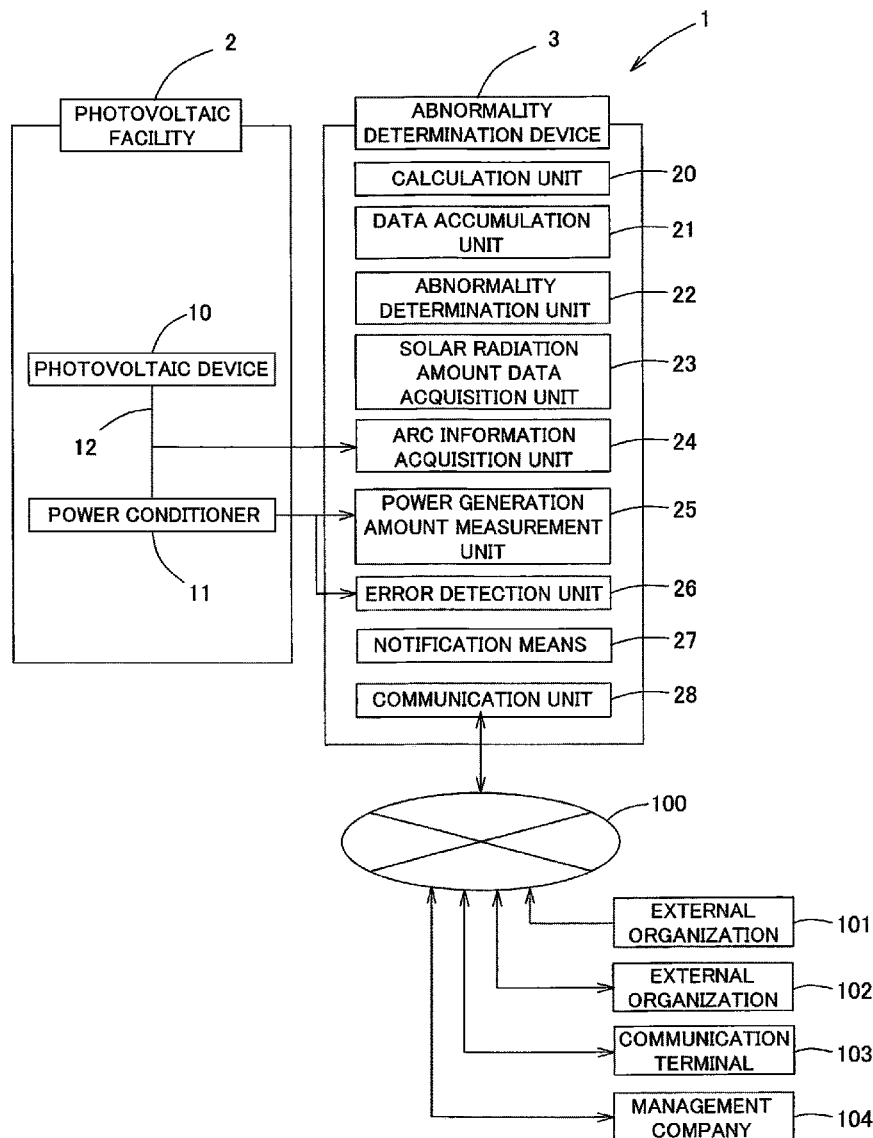 1
2
3
PHOTOVOLTAIC
FACILITY
ABNORMALITY
DETERMINATION DEVICE
CALCULATION UNIT
20
DATA ACCUMULATION
UNIT
21
ABNORMALITY
DETERMINATION UNIT
22
10
PHOTOVOLTAIC DEVICE
SOLAR RADIATION
AMOUNT DATA
ACQUISITION UNIT
23
12
ARC INFORMATION
ACQUISITION UNIT
24
POWER CONDITIONER
11
POWER GENERATION
AMOUNT MEASUREMENT
UNIT
25
ERROR DETECTION UNIT
26
NOTIFICATION MEANS
27
COMMUNICATION UNIT
28
100
EXTERNAL
ORGANIZATION
101
EXTERNAL
ORGANIZATION
102
COMMUNICATION
TERMINAL
103
MANAGEMENT
COMPANY
104